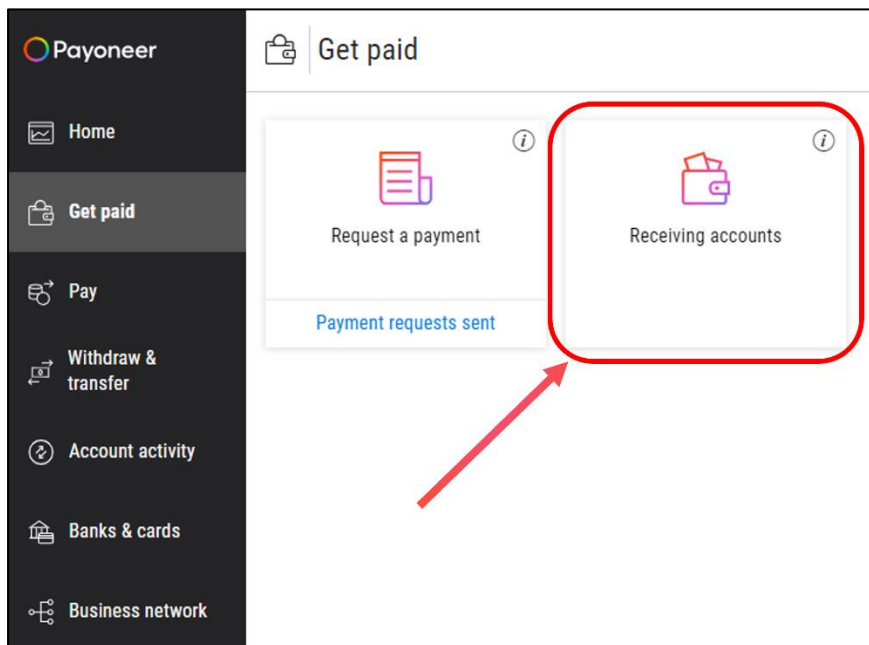 Payoneer
Home
Get paid
Pay
Withdraw &
transfer
Account activity
Banks & cards
Business network
Get paid
Request a payment
Payment requests sent
Receiving accounts